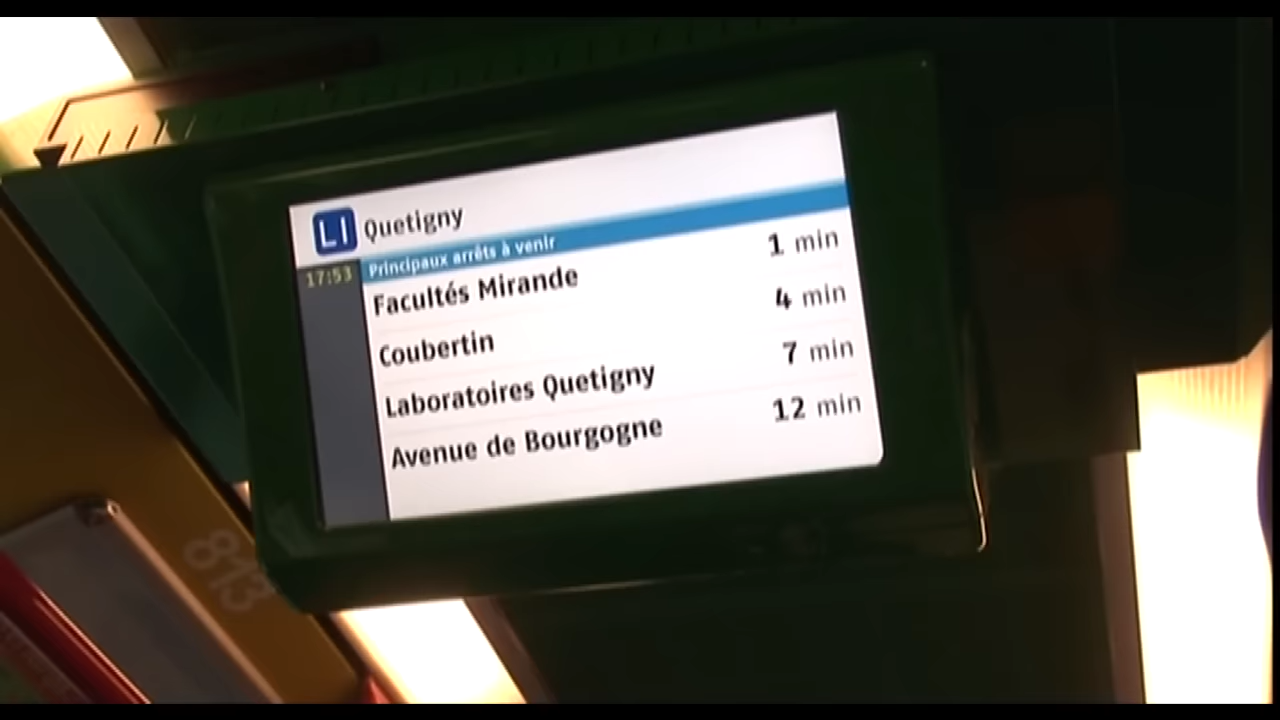 L1 Quetigny
17:53 Principaux arrêts à venir
Facultés Mirande 1 min
Coubertin 4 min
Laboratoires Quetigny 7 min
Avenue de Bourgogne 12 min
813